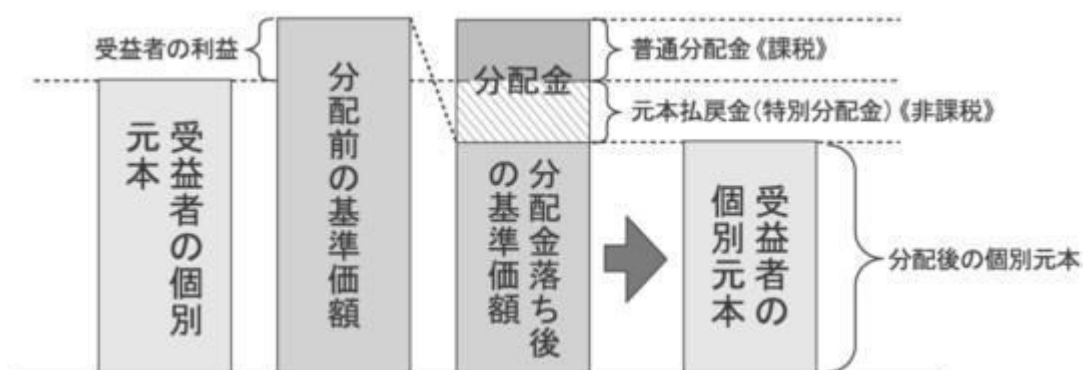 受益者の利益
受益者の個別
元本
分配前の基準価額
分配金
分配金落ち後
の基準価額
普通分配金《課税》
元本払戻金(特別分配金)《非課税》
受益者の
個別元本
分配後の個別元本